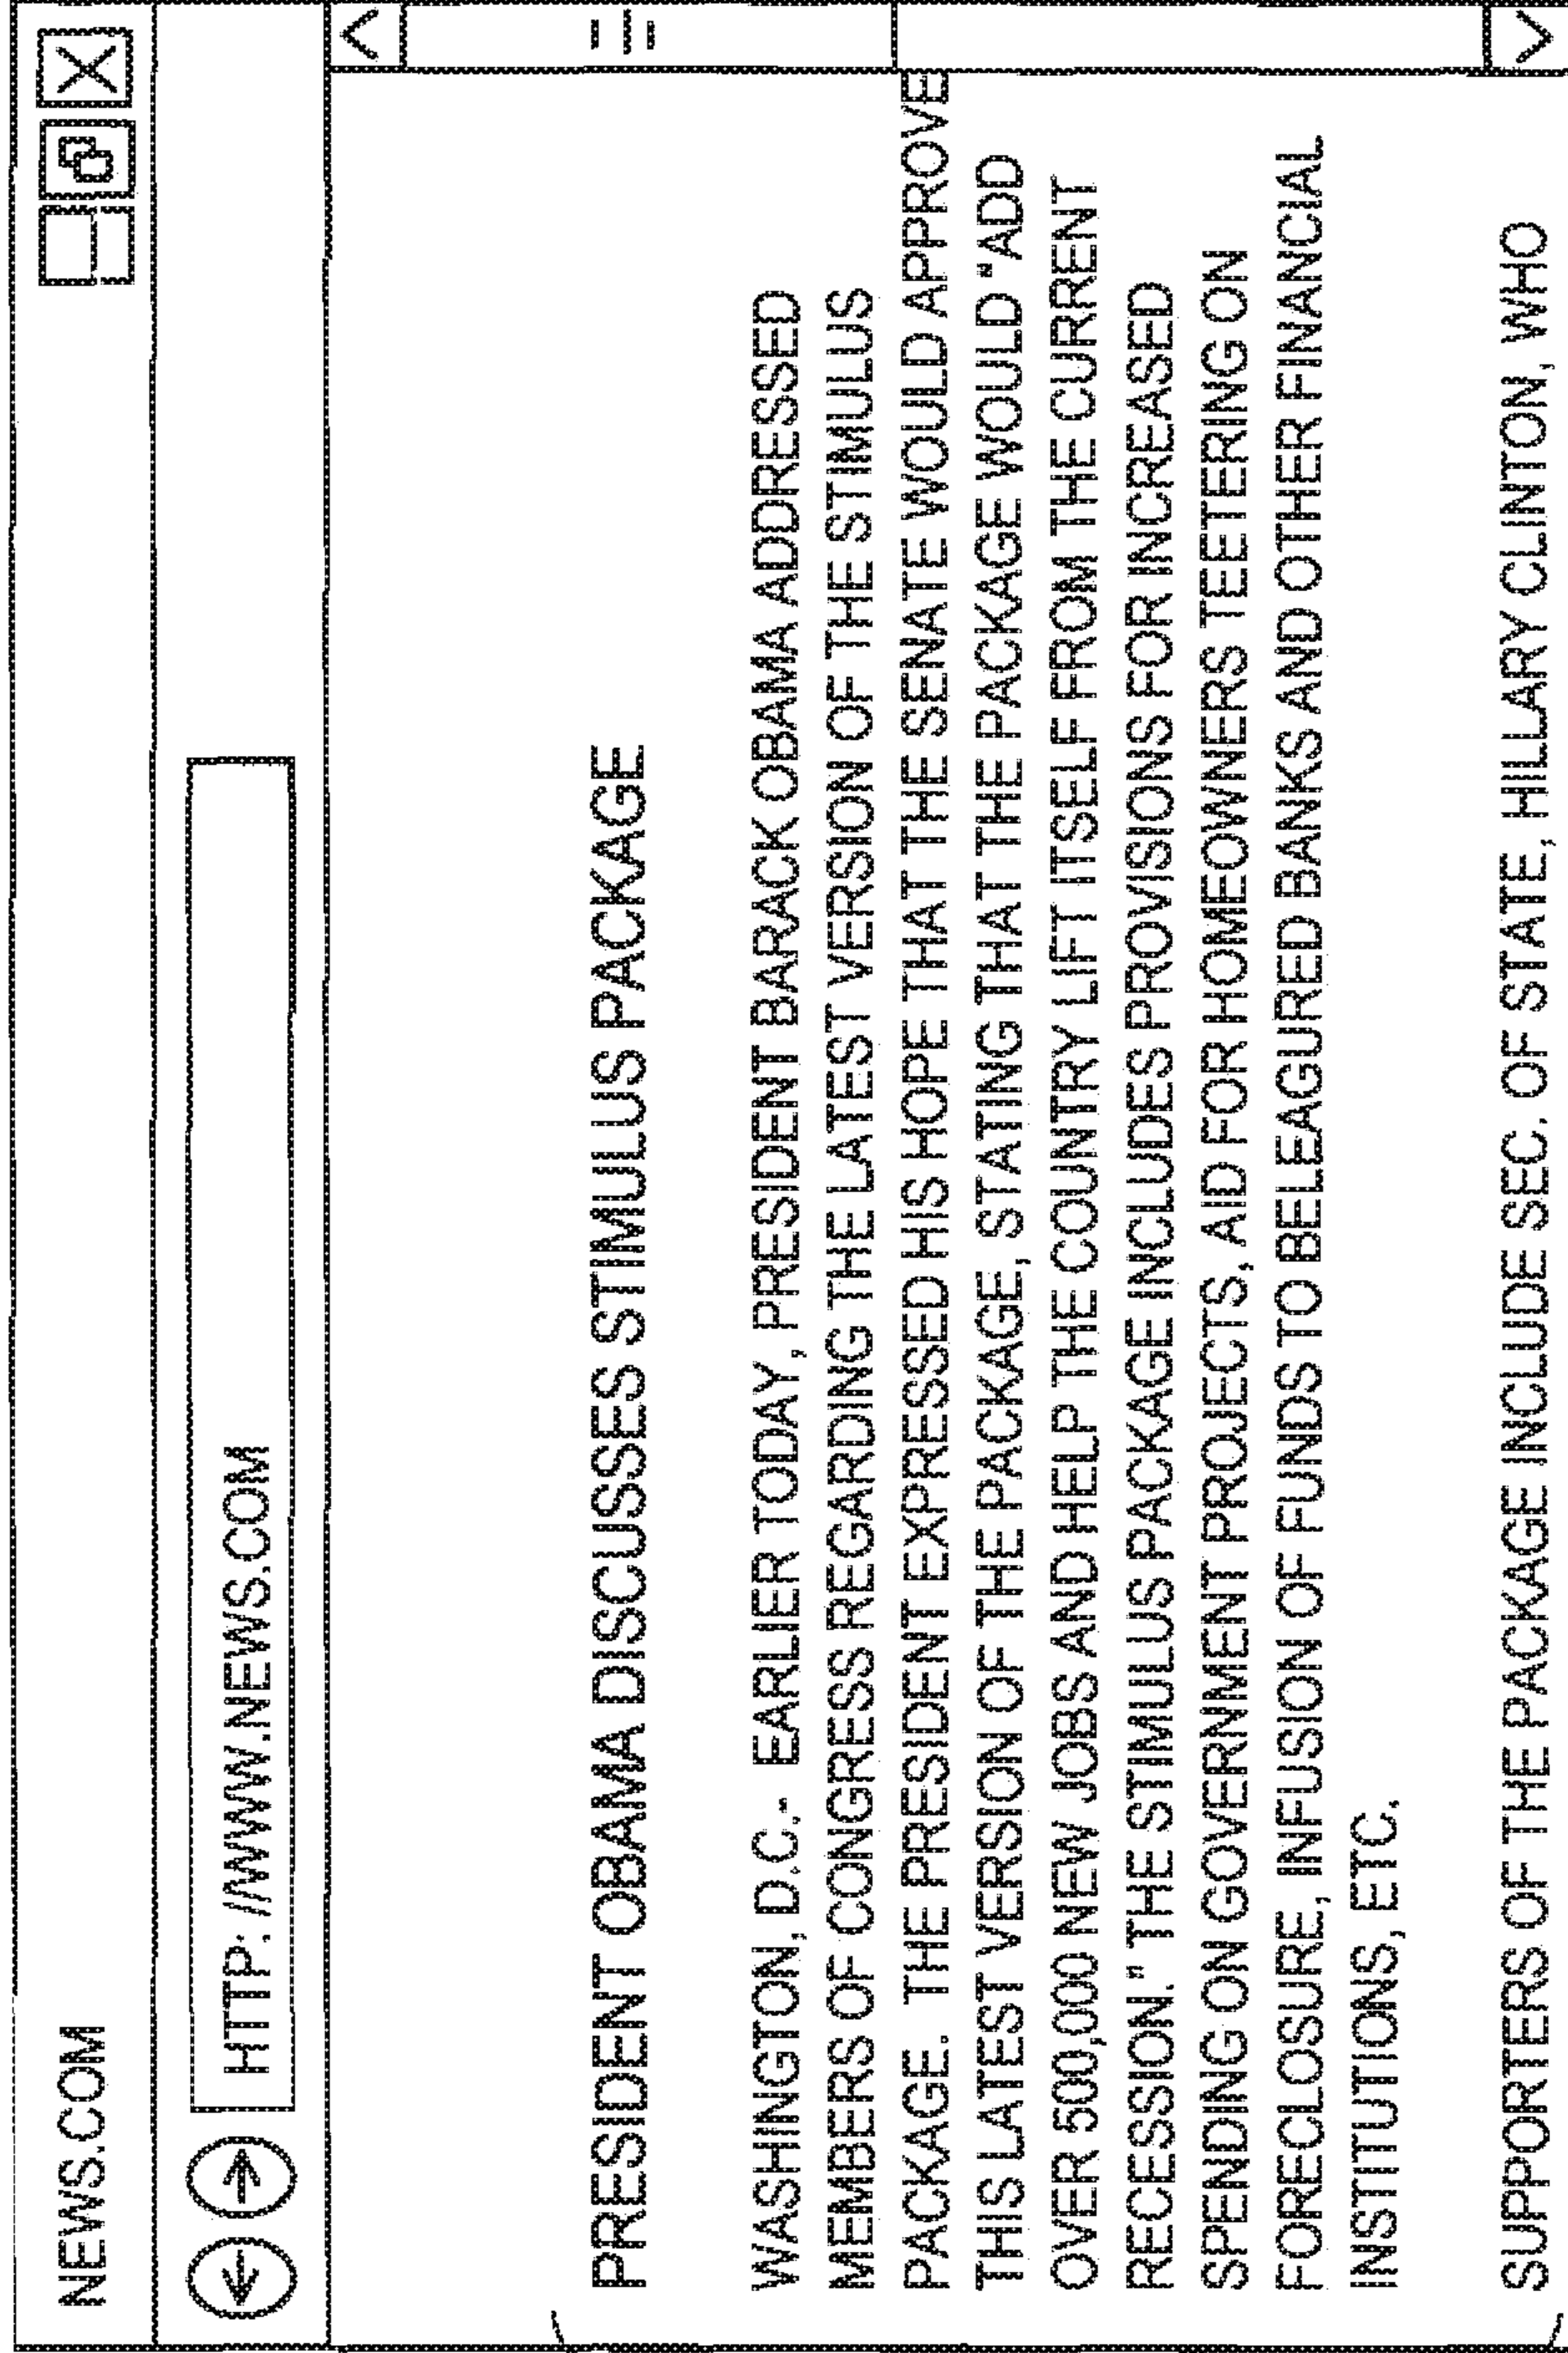 NEWS.COM
HTTP: //WWW.NEWS.COM
PRESIDENT OBAMA DISCUSSES STIMULUS PACKAGE
WASHINGTON, D.C.- EARLIER TODAY, PRESIDENT BARACK OBAMA ADDRESSED
MEMBERS OF CONGRESS REGARDING THE LATEST VERSION OF THE STIMULUS
PACKAGE. THE PRESIDENT EXPRESSED HIS HOPE THAT THE SENATE WOULD APPROVE
THIS LATEST VERSION OF THE PACKAGE, STATING THAT THE PACKAGE WOULD "ADD
OVER 500,000 NEW JOBS AND HELP THE COUNTRY LIFT ITSELF FROM THE CURRENT
RECESSION." THE STIMULUS PACKAGE INCLUDES PROVISIONS FOR INCREASED
SPENDING ON GOVERNMENT PROJECTS, AID FOR HOMEOWNERS TEETERING ON
FORECLOSURE, INFUSION OF FUNDS TO BELEAGURED BANKS AND OTHER FINANCIAL
INSTITUTIONS, ETC.
SUPPORTERS OF THE PACKAGE INCLUDE SEC. OF STATE, HILLARY CLINTON, WHO